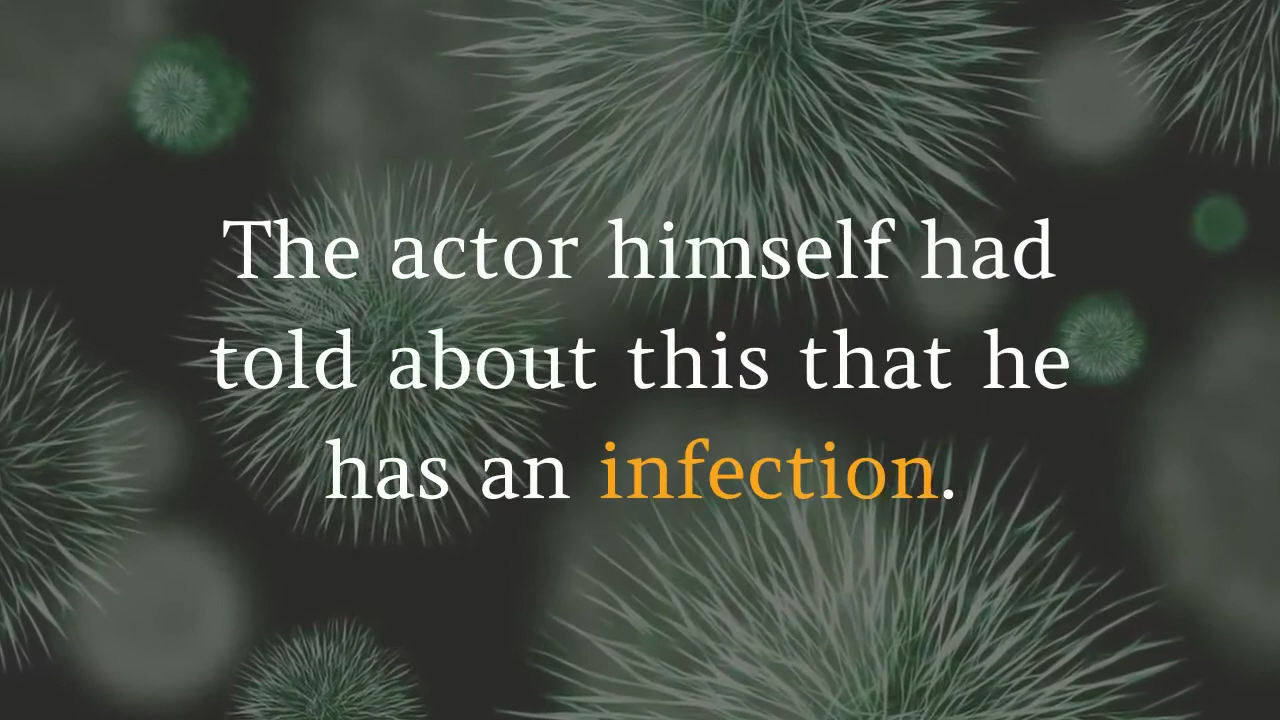 The actor himself had
told about this that he
has an infection.